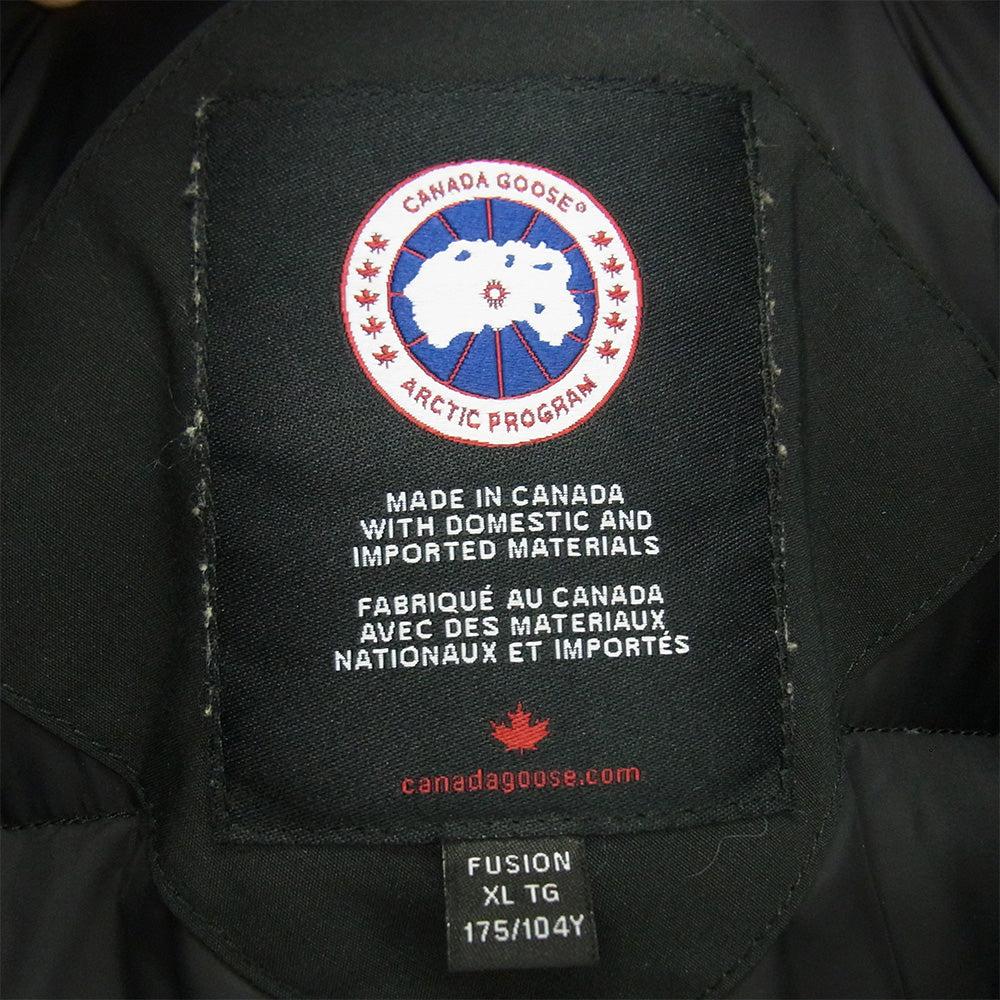 CANADA GOOSE®
ARCTIC PROGRAM
MADE IN CANADA
WITH DOMESTIC AND
IMPORTED MATERIALS
FABRIQUÉ AU CANADA
AVEC DES MATERIAUX
NATIONAUX ET IMPORTÉS
canadagoose.com
FUSION
XL TG
175/104Y